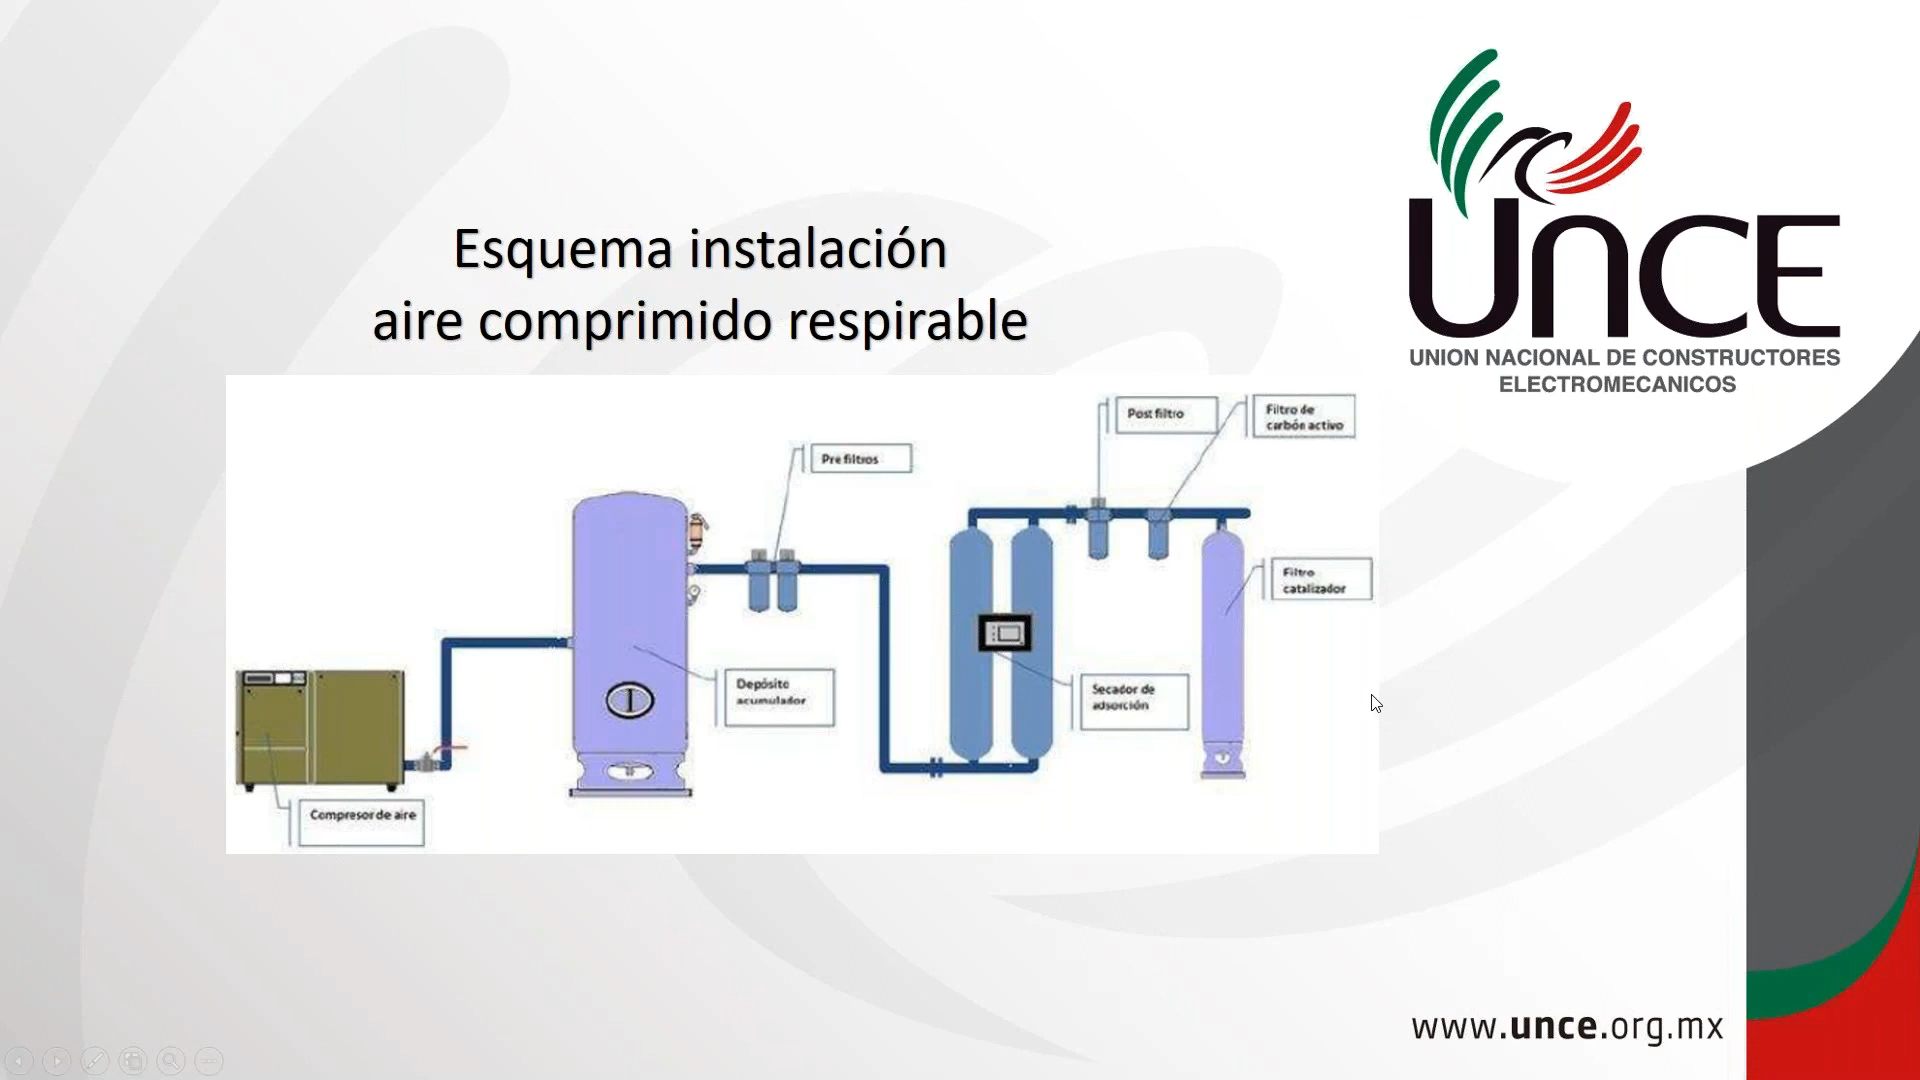 Esquema instalación
aire comprimido respirable
UNCE
UNION NACIONAL DE CONSTRUCTORES
ELECTROMECANICOS
Post filtro
Filtro de
carbón activo
Pre filtros
Filtro
catalizador
Depósito
acumulador
Secador de
adsorción
Compresor de aire
www.unce.org.mx